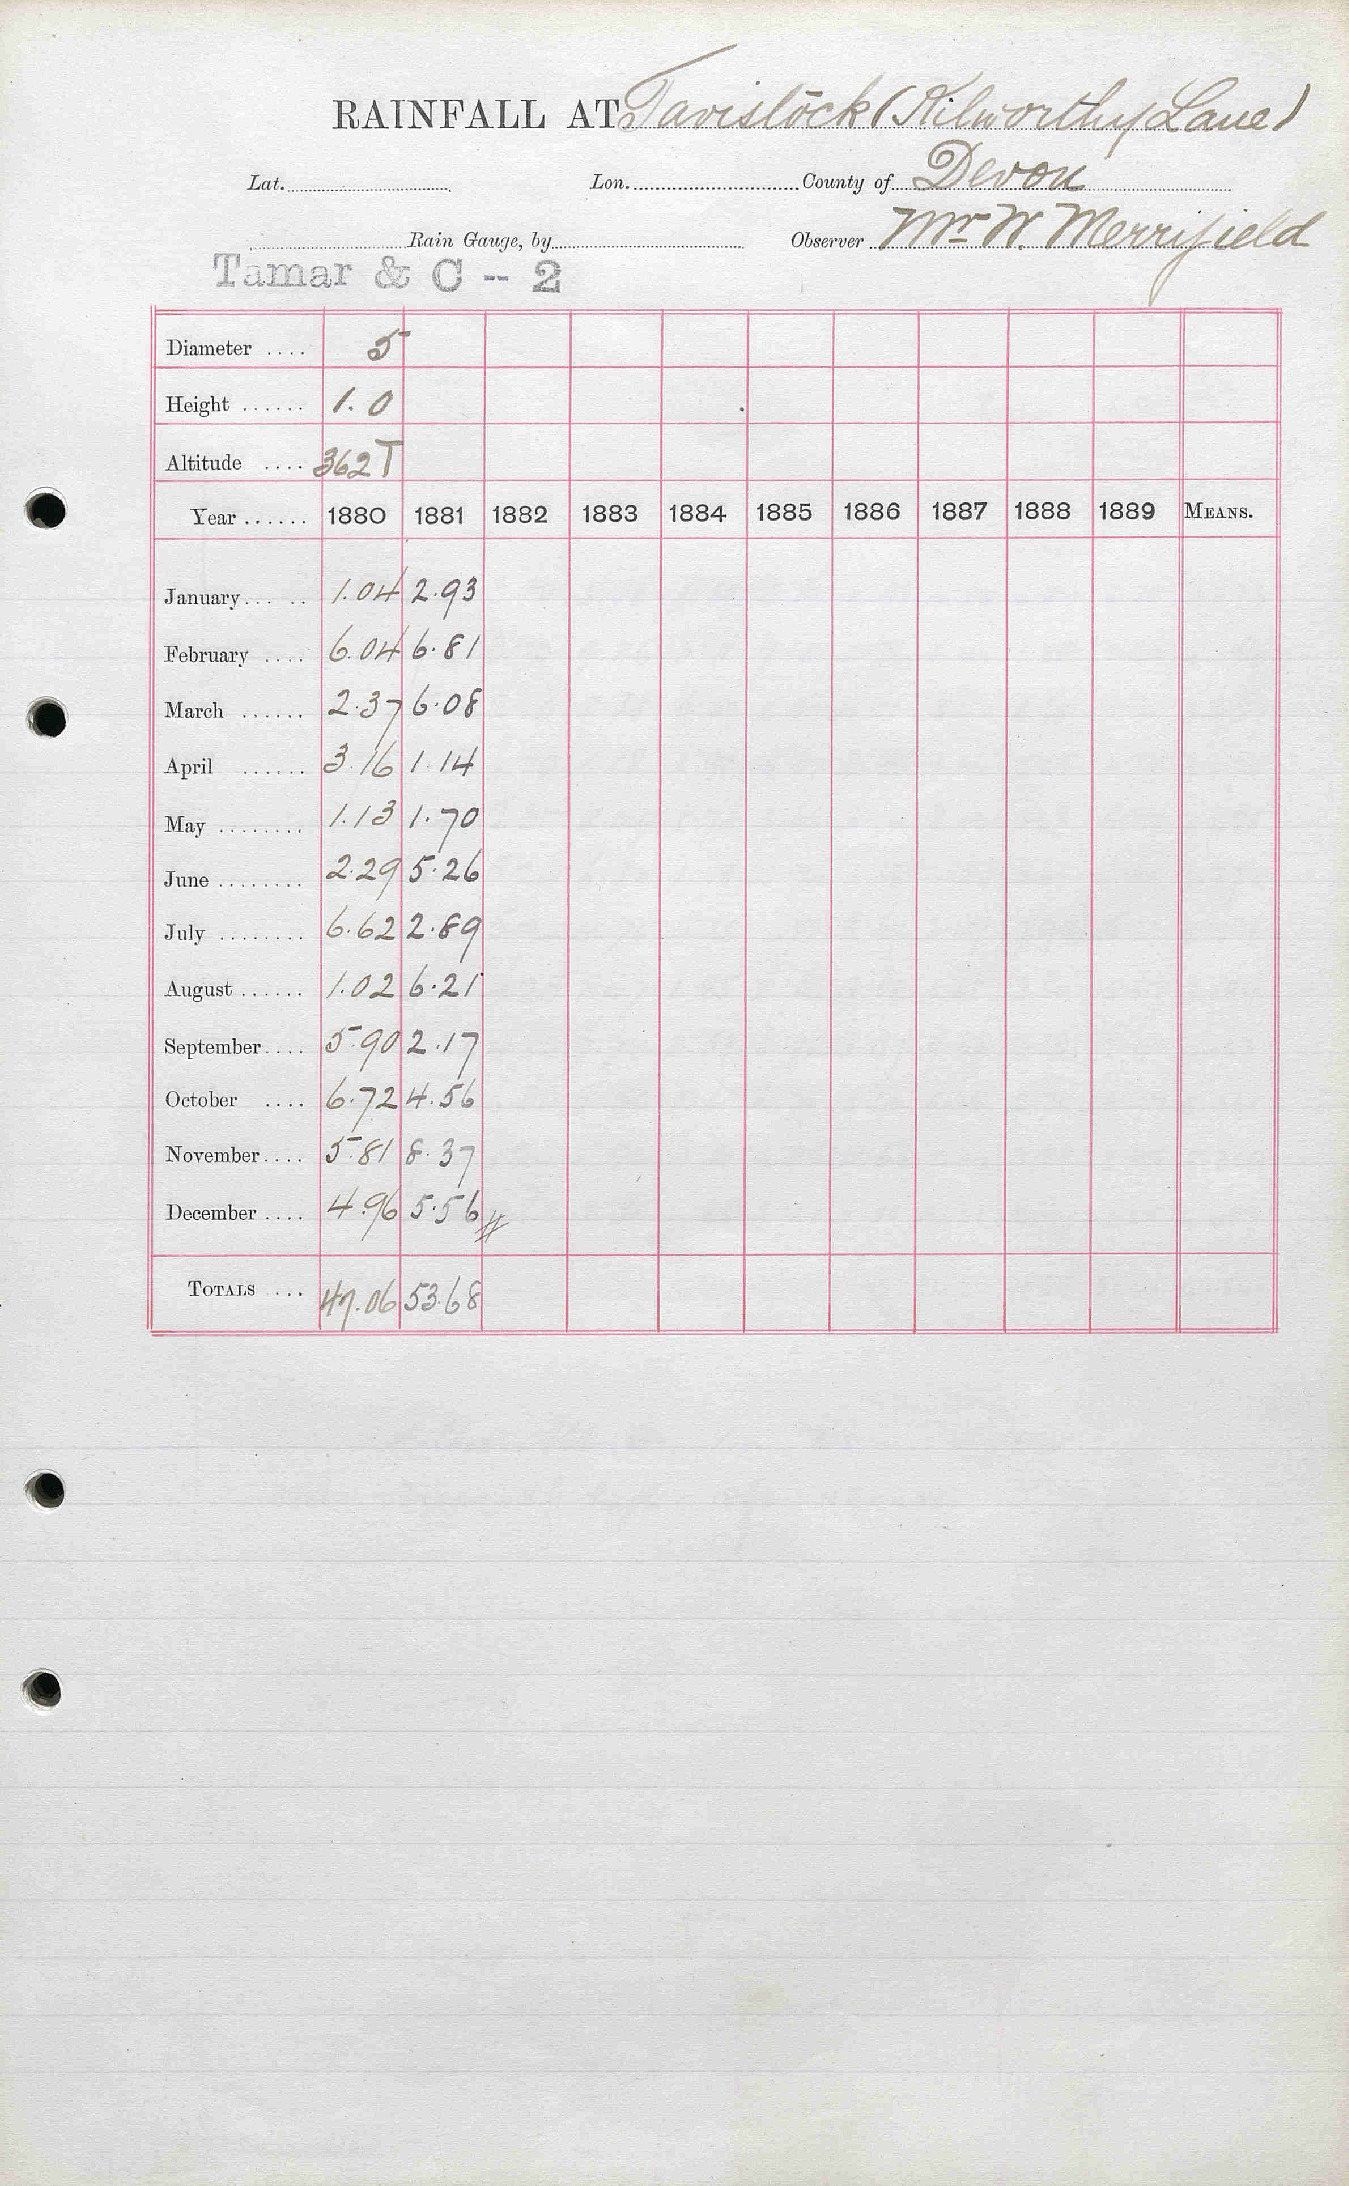 RAINFALL AT Tavistock (Kilworthy Lane)
Lat. Lon. County of Devon
Rain Gauge, by Observer Mr W. Merrifield
Tamar & C -- 2
Diameter .... 5
Height ...... 1.0
Altitude .... 362 T
Year ...... 1880 1881 1882 1883 1884 1885 1886 1887 1888 1889 MEANS.
January...... 1.04 2.93
February .... 6.04 6.81
March ...... 2.37 6.08
April ...... 3.16 1.14
May ........ 1.13 1.70
June ........ 2.29 5.26
July ........ 6.62 2.89
August ...... 1.02 6.21
September.... 5.90 2.17
October .... 6.72 4.56
November.... 5.81 8.37
December .... 4.96 5.56 #
TOTALS .... 47.06 53.68